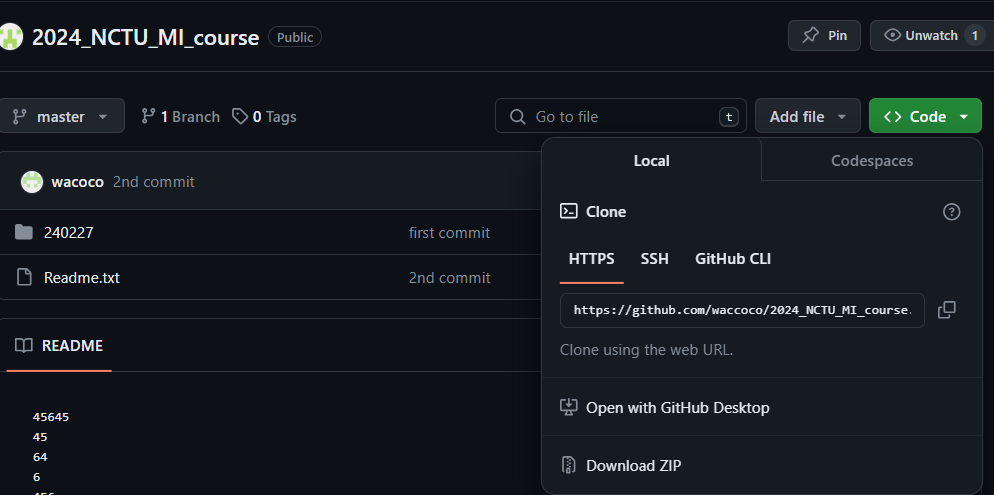 2024_NCTU_MI_course Public Pin Unwatch 1
master 1 Branch 0 Tags Go to file t Add file Code
Local Codespaces
wacoco 2nd commit
Clone
240227 first commit
HTTPS SSH GitHub CLI
Readme.txt 2nd commit
https://github.com/waccoco/2024_NCTU_MI_course.
README
Clone using the web URL.
45645
Open with GitHub Desktop
45
64
Download ZIP
6
456